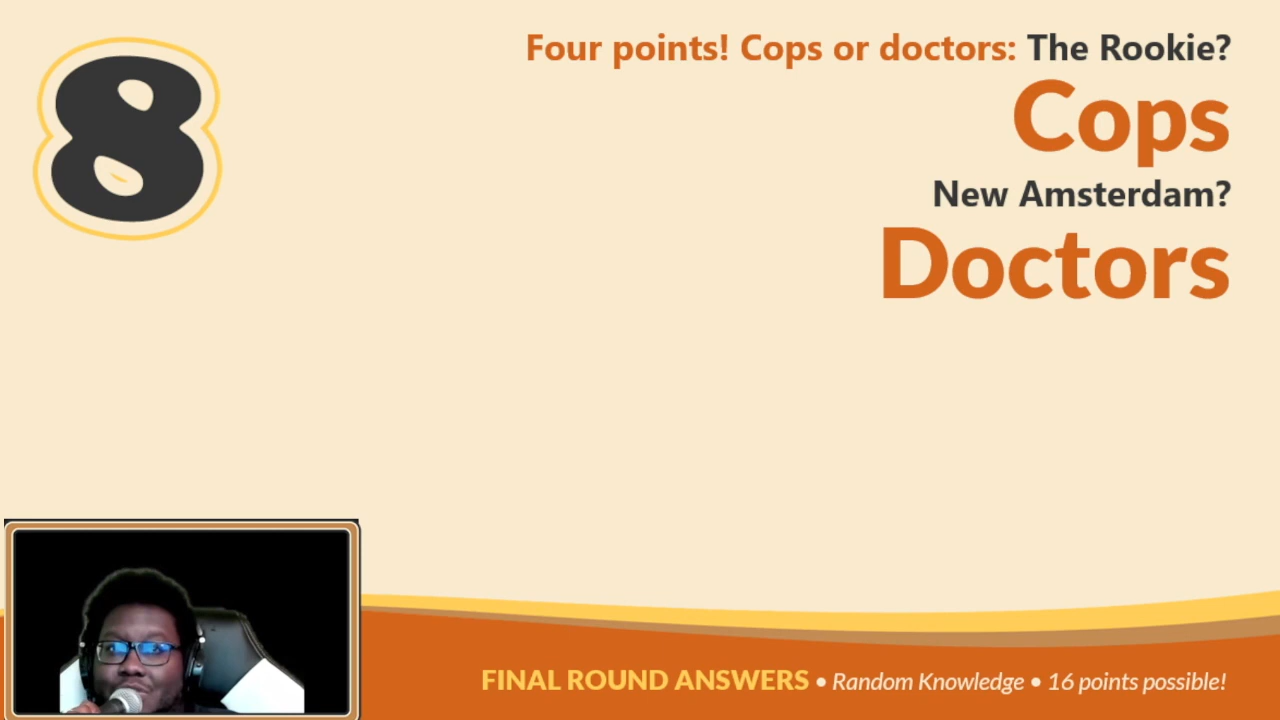 8
Four points! Cops or doctors: The Rookie?
Cops
New Amsterdam?
Doctors
FINAL ROUND ANSWERS • Random Knowledge • 16 points possible!